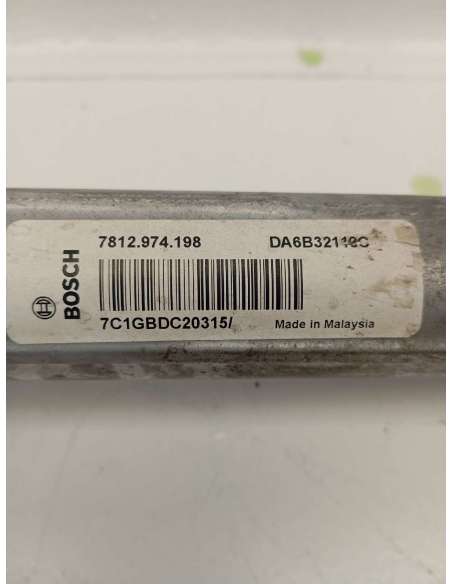 BOSCH
7812.974.198
7C1GBDC20315/
Made in Malaysia